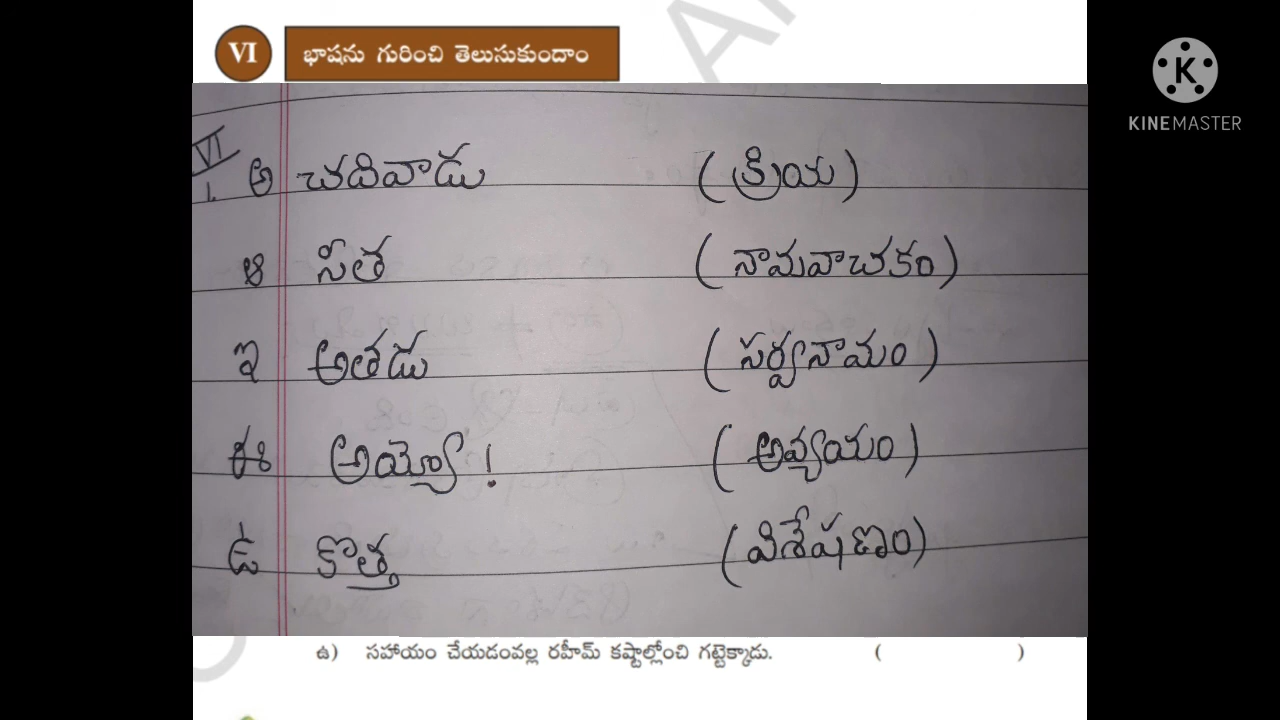 VI భాషను గురించి తెలుసుకుందాం
KINEMASTER
VI
1. అ చదివాడు (క్రియ)
ఆ సీత (నామవాచకం)
ఇ అతడు (సర్వనామం)
ఈ అయ్యో! (అవ్యయం)
ఉ కొత్త (విశేషణం)
ఉ) సహాయం చేయడంవల్ల రహీమ్ కష్టాల్లోంచి గట్టెక్కాడు. ( )